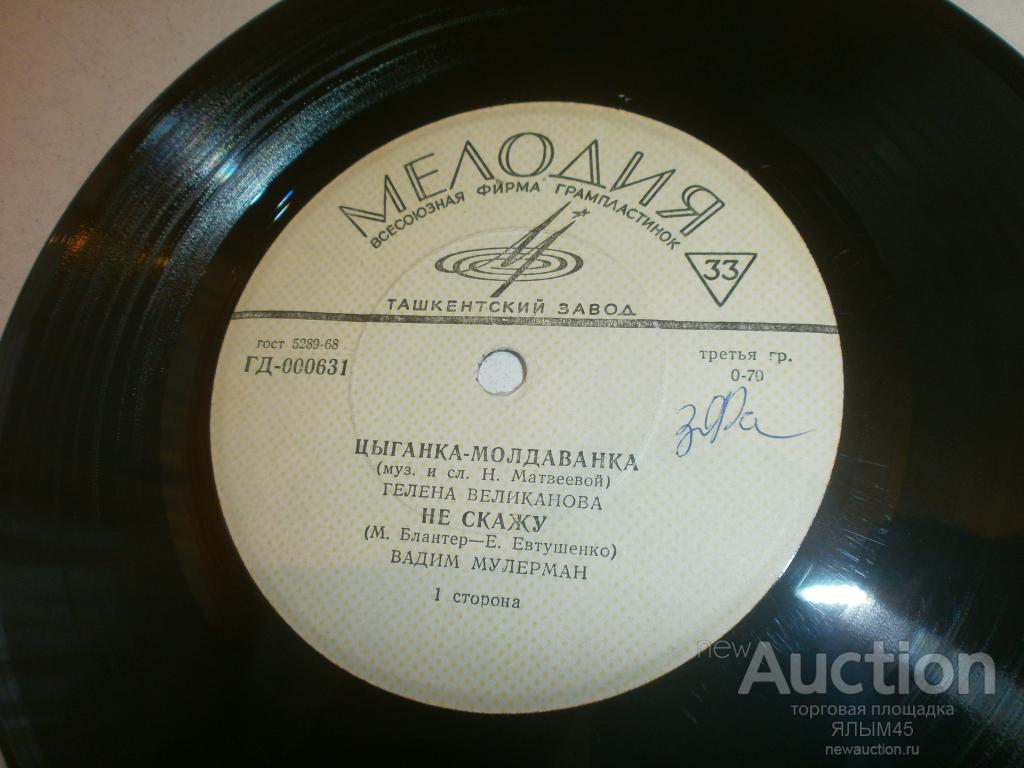 МЕЛОДИЯ
ВСЕСОЮЗНАЯ ФИРМА ГРАМПЛАСТИНОК
33
ТАШКЕНТСКИЙ ЗАВОД
гост 5289-68
ГД-000631
третья гр.
0-70
ЦЫГАНКА-МОЛДАВАНКА
(муз. и сл. Н. Матвеевой)
ГЕЛЕНА ВЕЛИКАНОВА
НЕ СКАЖУ
(М. Блантер—Е. Евтушенко)
ВАДИМ МУЛЕРМАН
1 сторона
newAuction
торговая площадка
ЯЛЫМ45
newauction.ru